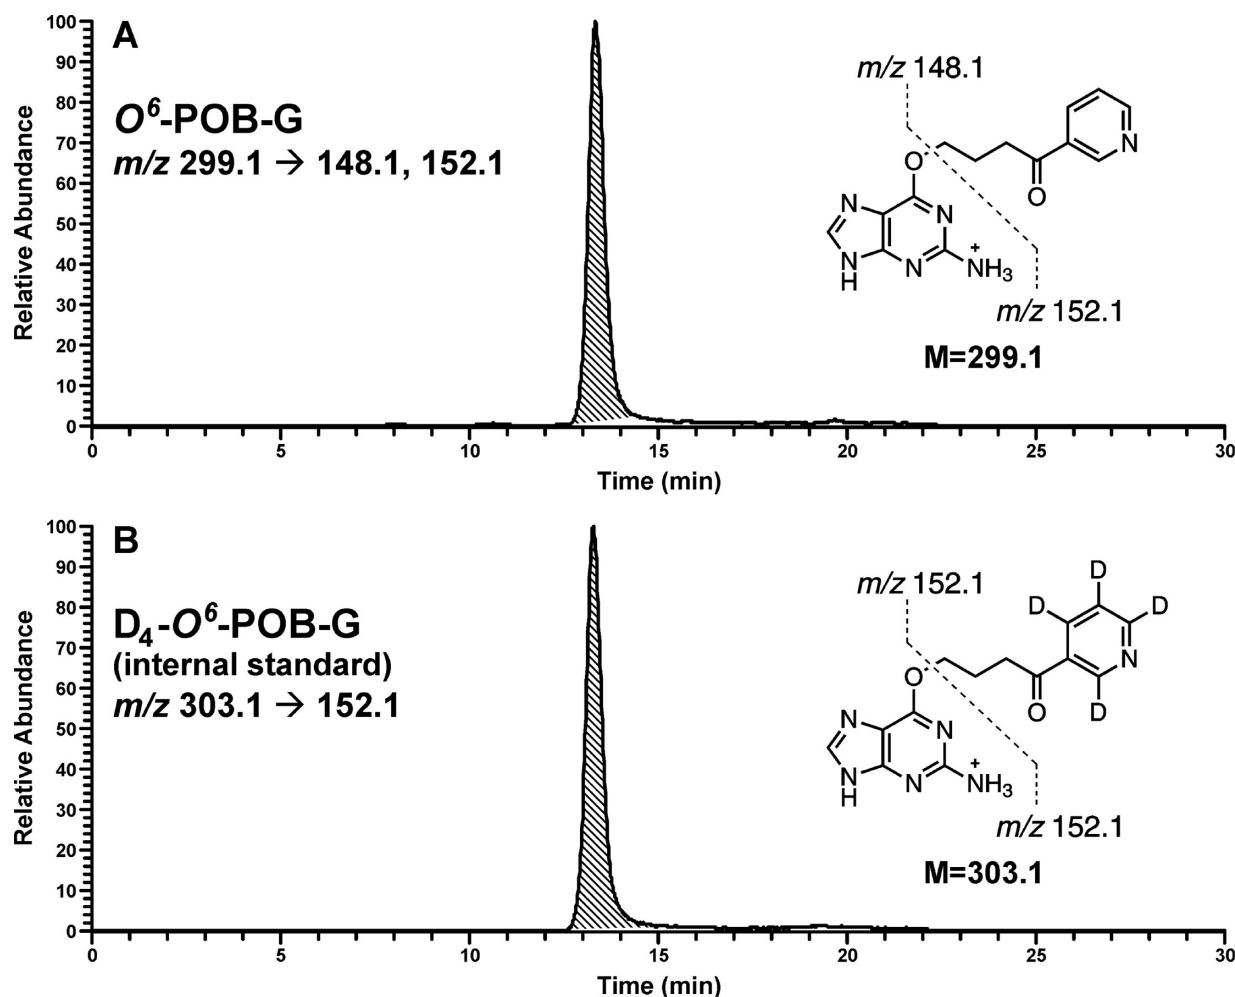 A
100
90
80
70
60
50
40
30
20
10
0
Relative Abundance
O⁶-POB-G
m/z 299.1 → 148.1, 152.1
m/z 148.1
N
O
O
N
N
N
H
N
+
NH₃
m/z 152.1
M=299.1
0 5 10 15 20 25 30
Time (min)
B
100
90
80
70
60
50
40
30
20
10
0
Relative Abundance
D₄-O⁶-POB-G
(internal standard)
m/z 303.1 → 152.1
m/z 152.1
D
D
D
N
D
O
O
N
N
N
H
N
+
NH₃
m/z 152.1
M=303.1
0 5 10 15 20 25 30
Time (min)